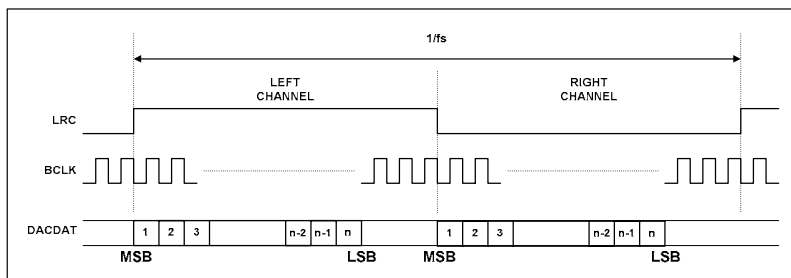 1/fs
LEFT
CHANNEL
RIGHT
CHANNEL
LRC
BCLK
DACDAT
1 2 3 n-2 n-1 n 1 2 3 n-2 n-1 n
MSB LSB MSB LSB